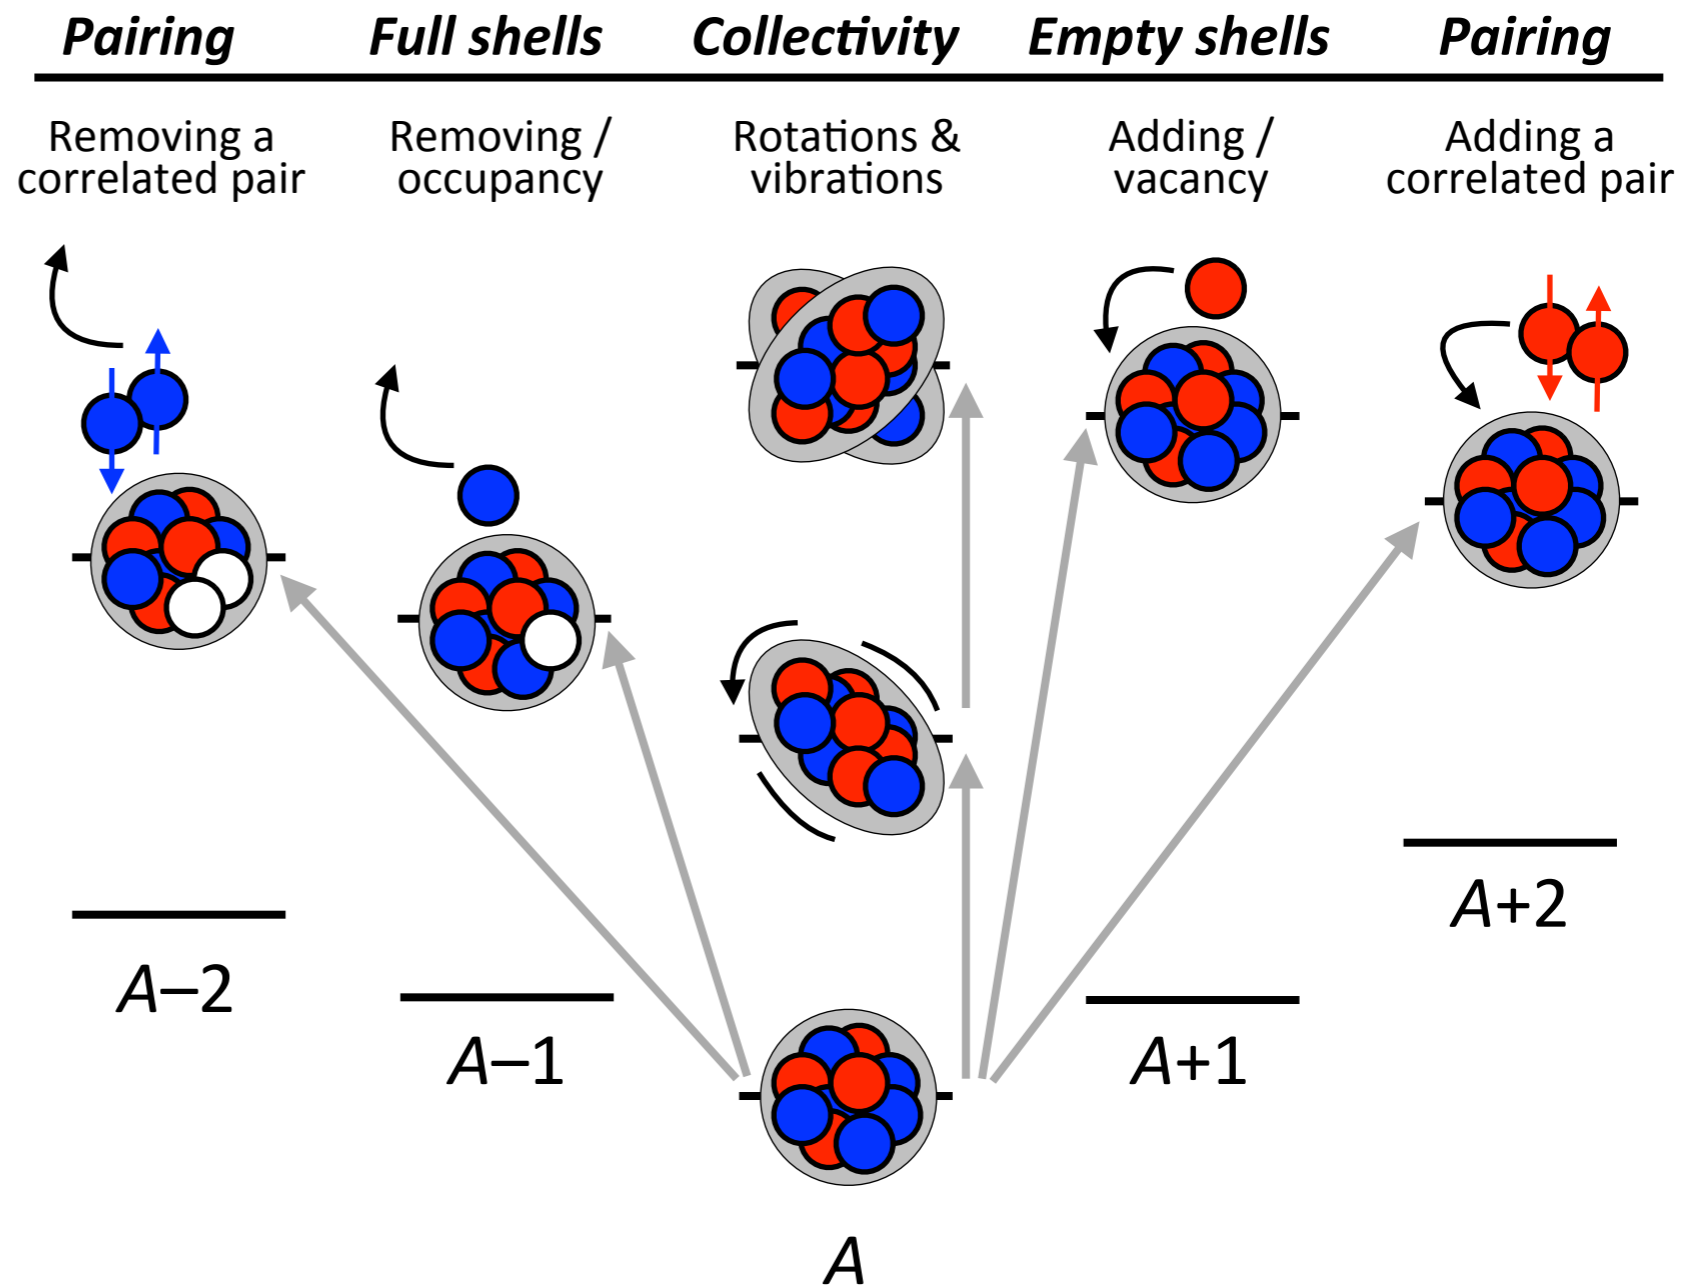 Pairing Full shells Collectivity Empty shells Pairing
Removing a Removing / Rotations & Adding / Adding a
correlated pair occupancy vibrations vacancy correlated pair
A+2
A–2
A–1 A+1
A